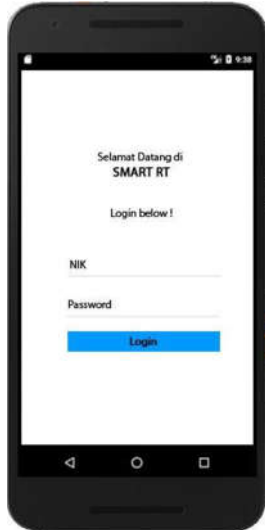 9:38
Selamat Datang di
SMART RT
Login below !
NIK
Password
Login